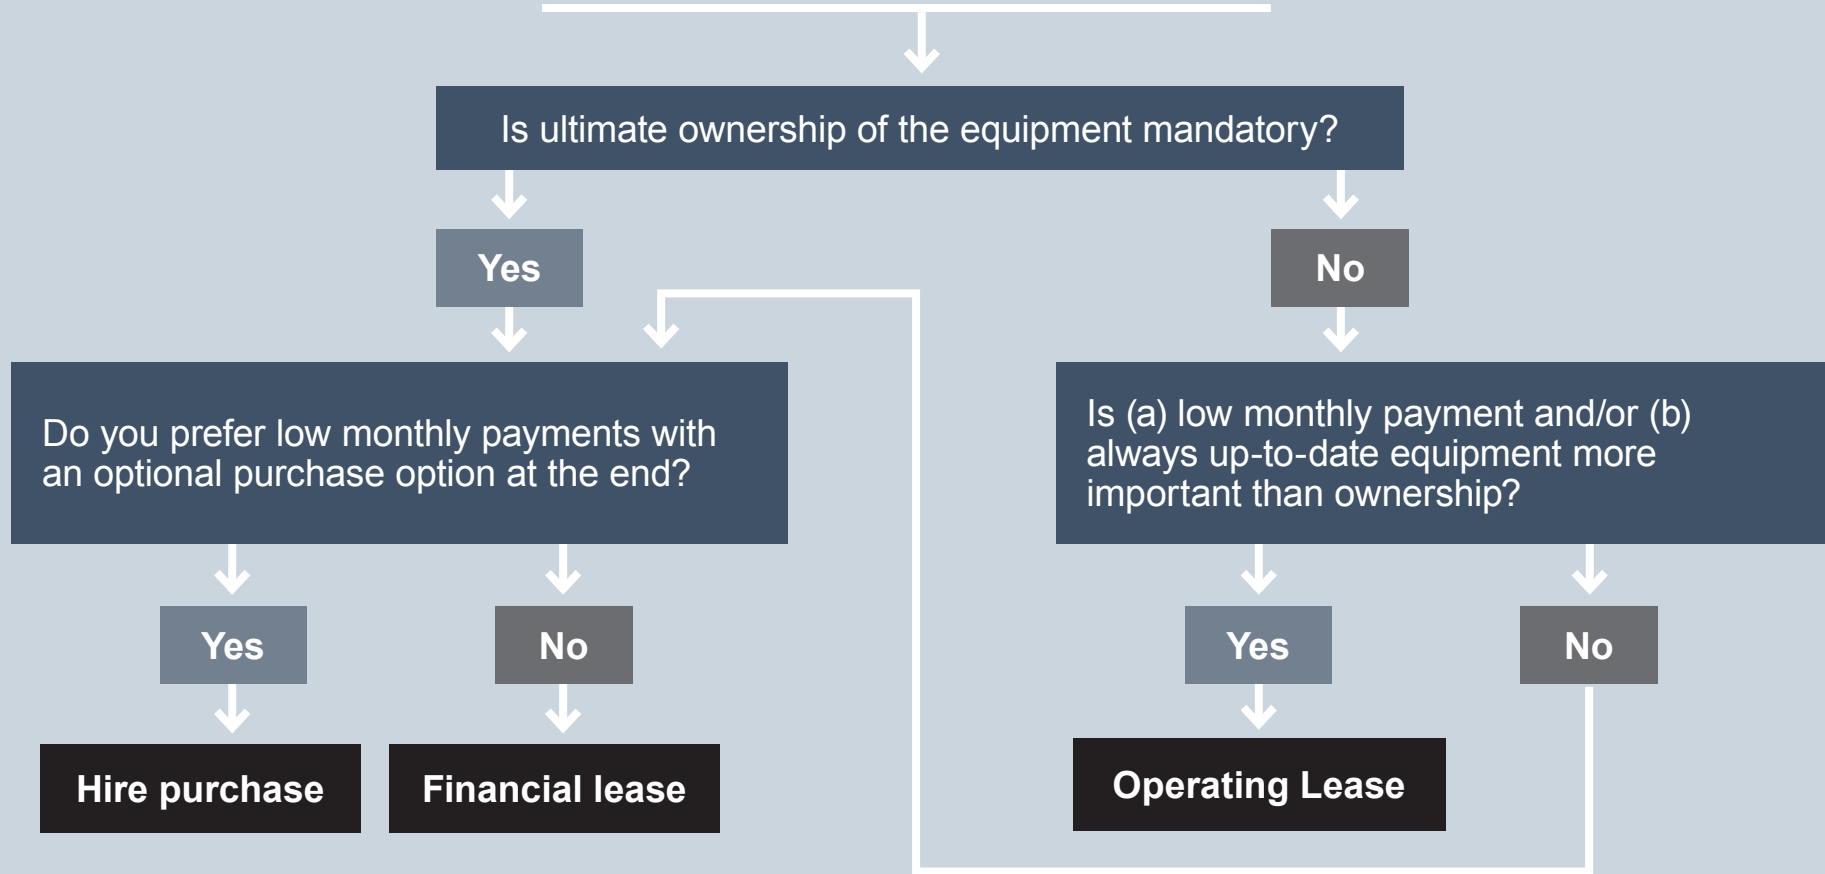 Is ultimate ownership of the equipment mandatory?
Yes
No
Do you prefer low monthly payments with
an optional purchase option at the end?
Is (a) low monthly payment and/or (b)
always up-to-date equipment more
important than ownership?
Yes
No
Yes
No
Hire purchase
Financial lease
Operating Lease